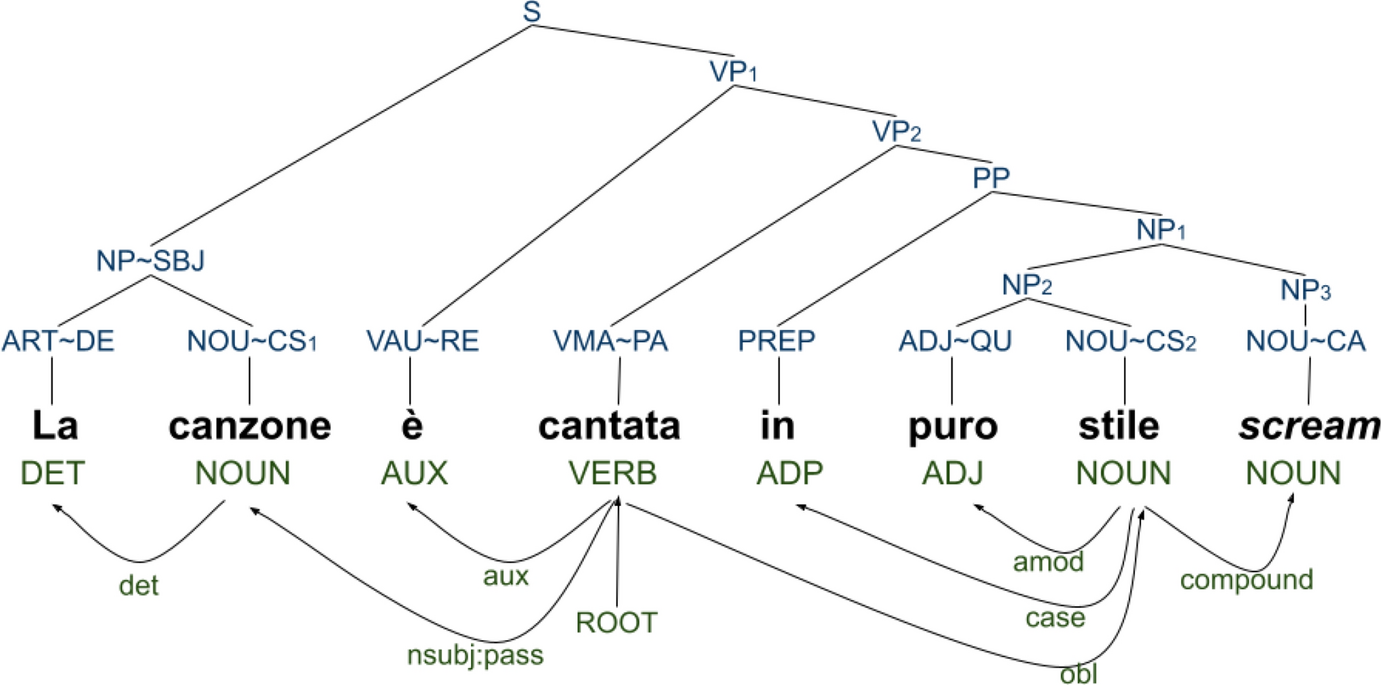 S
VP1
VP2
PP
NP1
NP~SBJ
NP2
NP3
ART~DE NOU~CS1 VAU~RE VMA~PA PREP ADJ~QU NOU~CS2 NOU~CA
La canzone è cantata in puro stile scream
DET NOUN AUX VERB ADP ADJ NOUN NOUN
amod
det aux compound
case
ROOT
nsubj:pass
obl